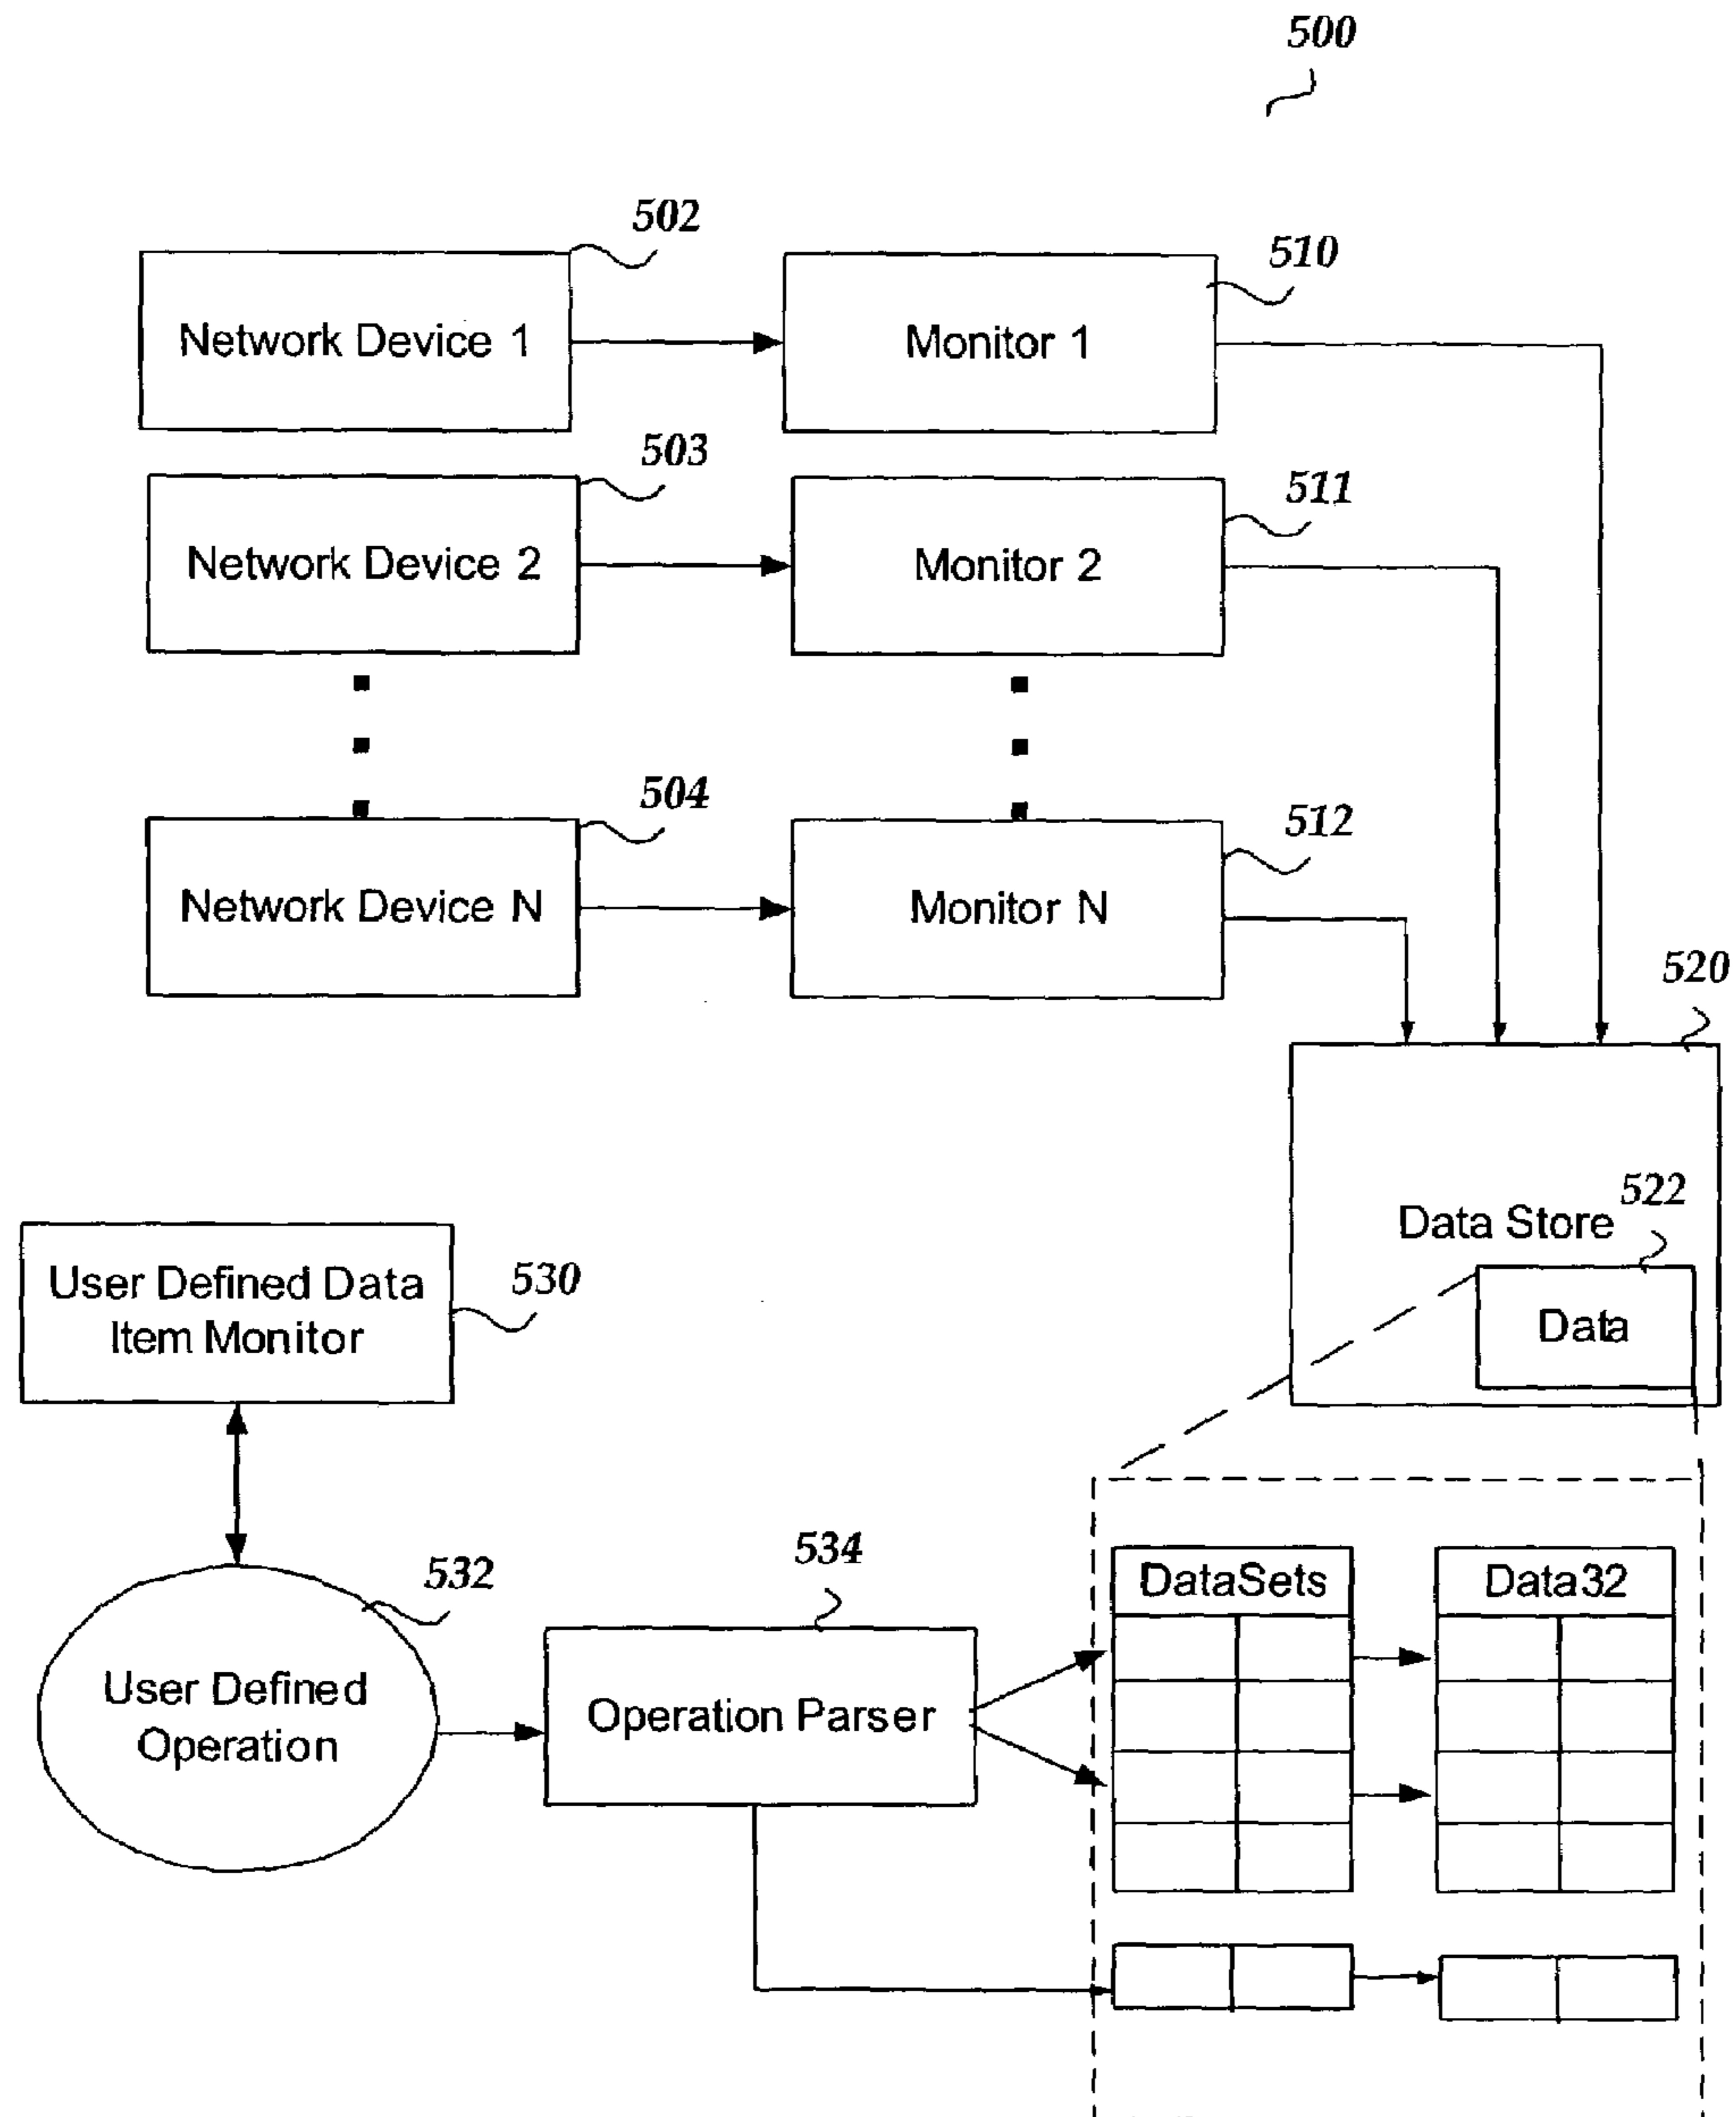 500
502
510
Network Device 1
Monitor 1
503
511
Network Device 2
Monitor 2
504
512
Network Device N
Monitor N
520
522
Data Store
Data
User Defined Data
Item Monitor
530
532
534
DataSets
Data32
User Defined
Operation
Operation Parser